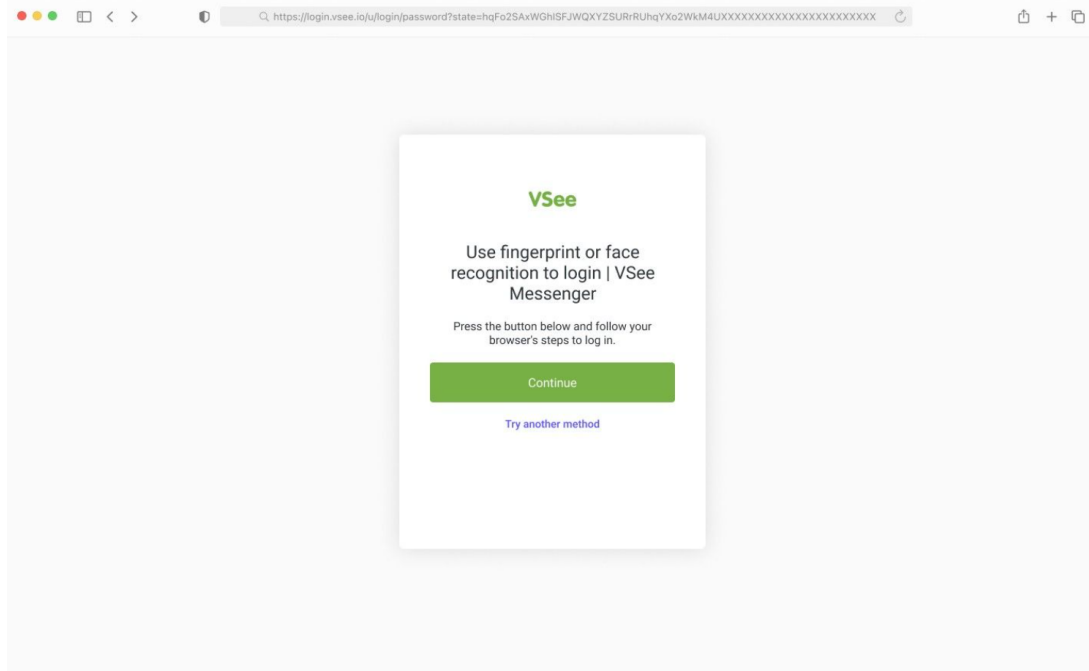 https://login.vsee.io/u/login/password?state=hqFo2SAxWGhlSFJWQXYZSURrRUhqYXo2WkM4UXXXXXXXXXXXXXXXXXXXXXXX
VSee
Use fingerprint or face
recognition to login | VSee
Messenger
Press the button below and follow your
browser's steps to log in.
Continue
Try another method